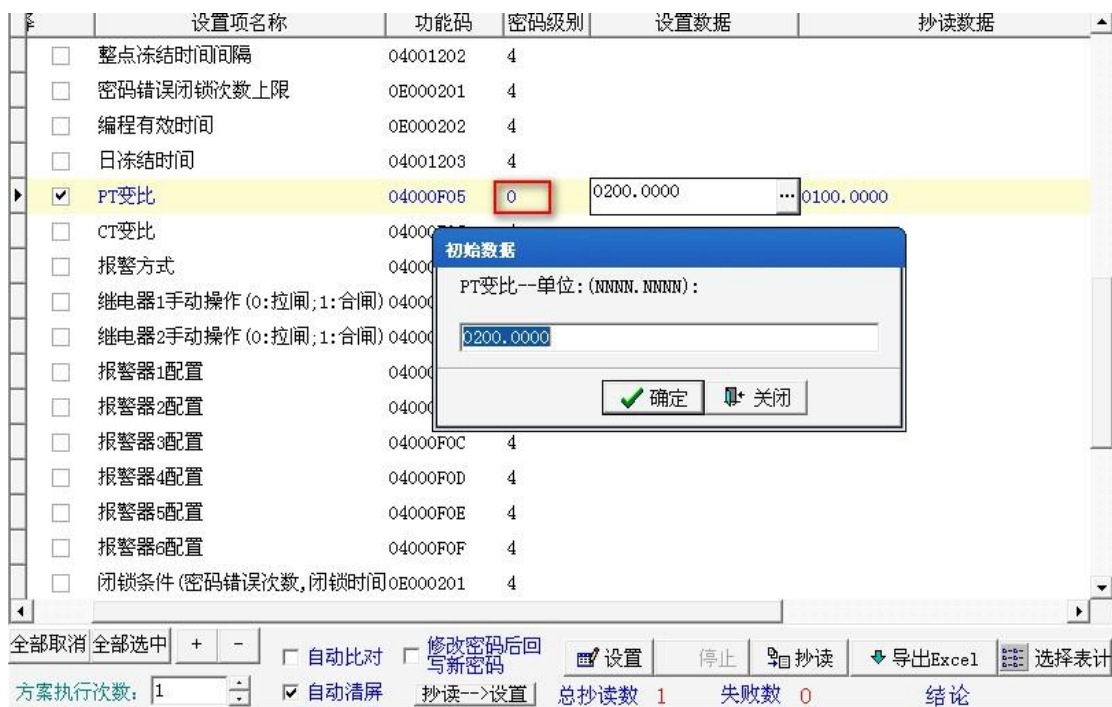 设置项名称 功能码 密码级别 设置数据 抄读数据
整点冻结时间间隔 04001202 4
密码错误闭锁次数上限 0E000201 4
编程有效时间 0E000202 4
日冻结时间 04001203 4
PT变比 04000F05 0 0200.0000 ... 0100.0000
CT变比 04000
报警方式 04000
继电器1手动操作(0:拉闸;1:合闸) 04000
继电器2手动操作(0:拉闸;1:合闸) 04000
报警器1配置 04000
报警器2配置 04000
报警器3配置 04000F0C 4
报警器4配置 04000F0D 4
报警器5配置 04000F0E 4
报警器6配置 04000F0F 4
闭锁条件(密码错误次数,闭锁时间 0E000201 4
初始数据
PT变比--单位:(NNNN.NNNN):
0200.0000
确定 关闭
全部取消 全部选中 + - 自动比对 修改密码后回写新密码 设置 停止 抄读 导出Excel 选择表计
方案执行次数: 1 自动清屏 抄读-->设置 总抄读数 1 失败数 0 结论